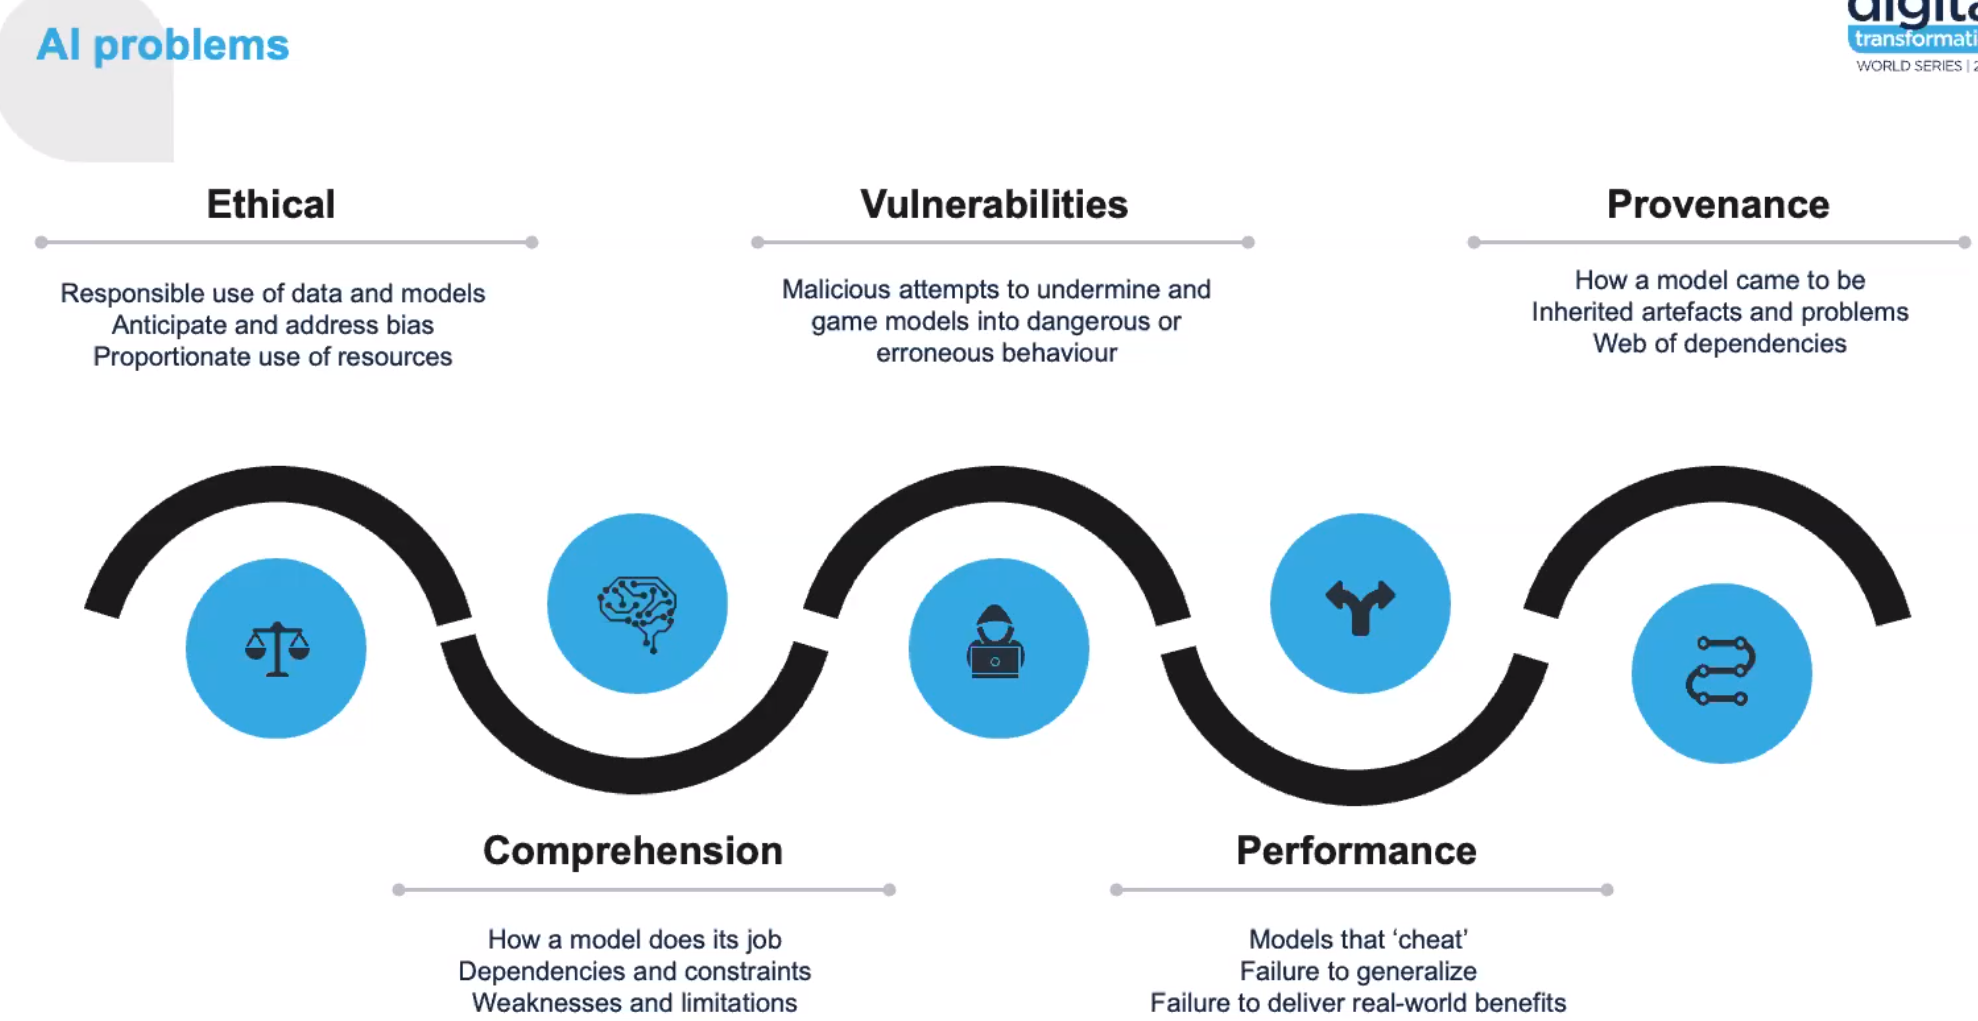 AI problems
transformati
WORLD SERIES | 2
Ethical
Responsible use of data and models
Anticipate and address bias
Proportionate use of resources
Vulnerabilities
Malicious attempts to undermine and
game models into dangerous or
erroneous behaviour
Provenance
How a model came to be
Inherited artefacts and problems
Web of dependencies
Comprehension
How a model does its job
Dependencies and constraints
Weaknesses and limitations
Performance
Models that ‘cheat’
Failure to generalize
Failure to deliver real-world benefits